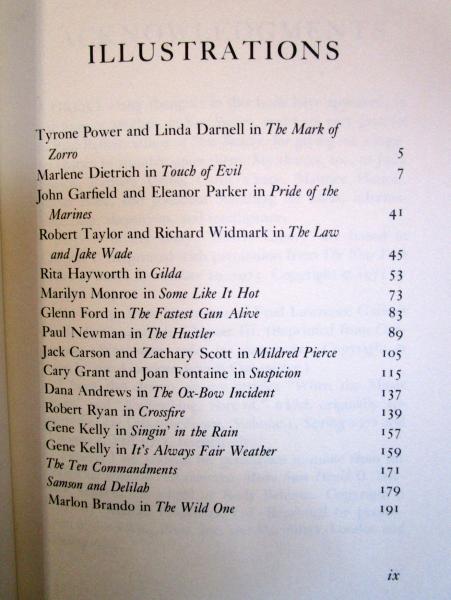 ILLUSTRATIONS
Tyrone Power and Linda Darnell in The Mark of
Zorro 5
Marlene Dietrich in Touch of Evil 7
John Garfield and Eleanor Parker in Pride of the
Marines 41
Robert Taylor and Richard Widmark in The Law
and Jake Wade 45
Rita Hayworth in Gilda 53
Marilyn Monroe in Some Like It Hot 73
Glenn Ford in The Fastest Gun Alive 83
Paul Newman in The Hustler 89
Jack Carson and Zachary Scott in Mildred Pierce 105
Cary Grant and Joan Fontaine in Suspicion 115
Dana Andrews in The Ox-Bow Incident 137
Robert Ryan in Crossfire 139
Gene Kelly in Singin' in the Rain 157
Gene Kelly in It's Always Fair Weather 159
The Ten Commandments 171
Samson and Delilah 179
Marlon Brando in The Wild One 191
ix